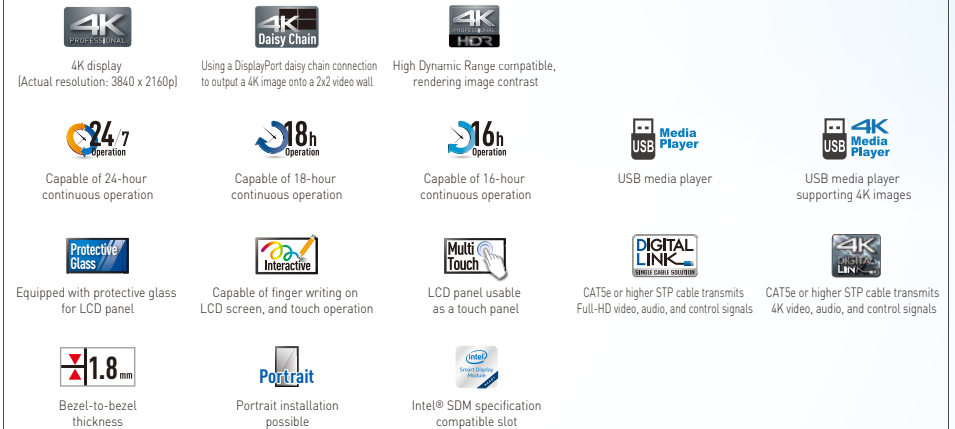 4K
PROFESSIONAL
4K
Daisy Chain
4K
PROFESSIONAL
HDR
4K display
(Actual resolution: 3840 x 2160p)
Using a DisplayPort daisy chain connection
to output a 4K image onto a 2x2 video wall
High Dynamic Range compatible,
rendering image contrast
24/7
Operation
18h
Operation
16h
Operation
USB
Media
Player
USB
4K
Media
Player
Capable of 24-hour
continuous operation
Capable of 18-hour
continuous operation
Capable of 16-hour
continuous operation
USB media player
USB media player
supporting 4K images
Protective
Glass
Interactive
Multi
Touch
DIGITAL
LINK
SINGLE CABLE SOLUTION
4K
DIGITAL
LINK
Equipped with protective glass
for LCD panel
Capable of finger writing on
LCD screen, and touch operation
LCD panel usable
as a touch panel
CAT5e or higher STP cable transmits
Full-HD video, audio, and control signals
CAT5e or higher STP cable transmits
4K video, audio, and control signals
1.8mm
Portrait
intel
Smart Display
Module
Bezel-to-bezel
thickness
Portrait installation
possible
Intel® SDM specification
compatible slot